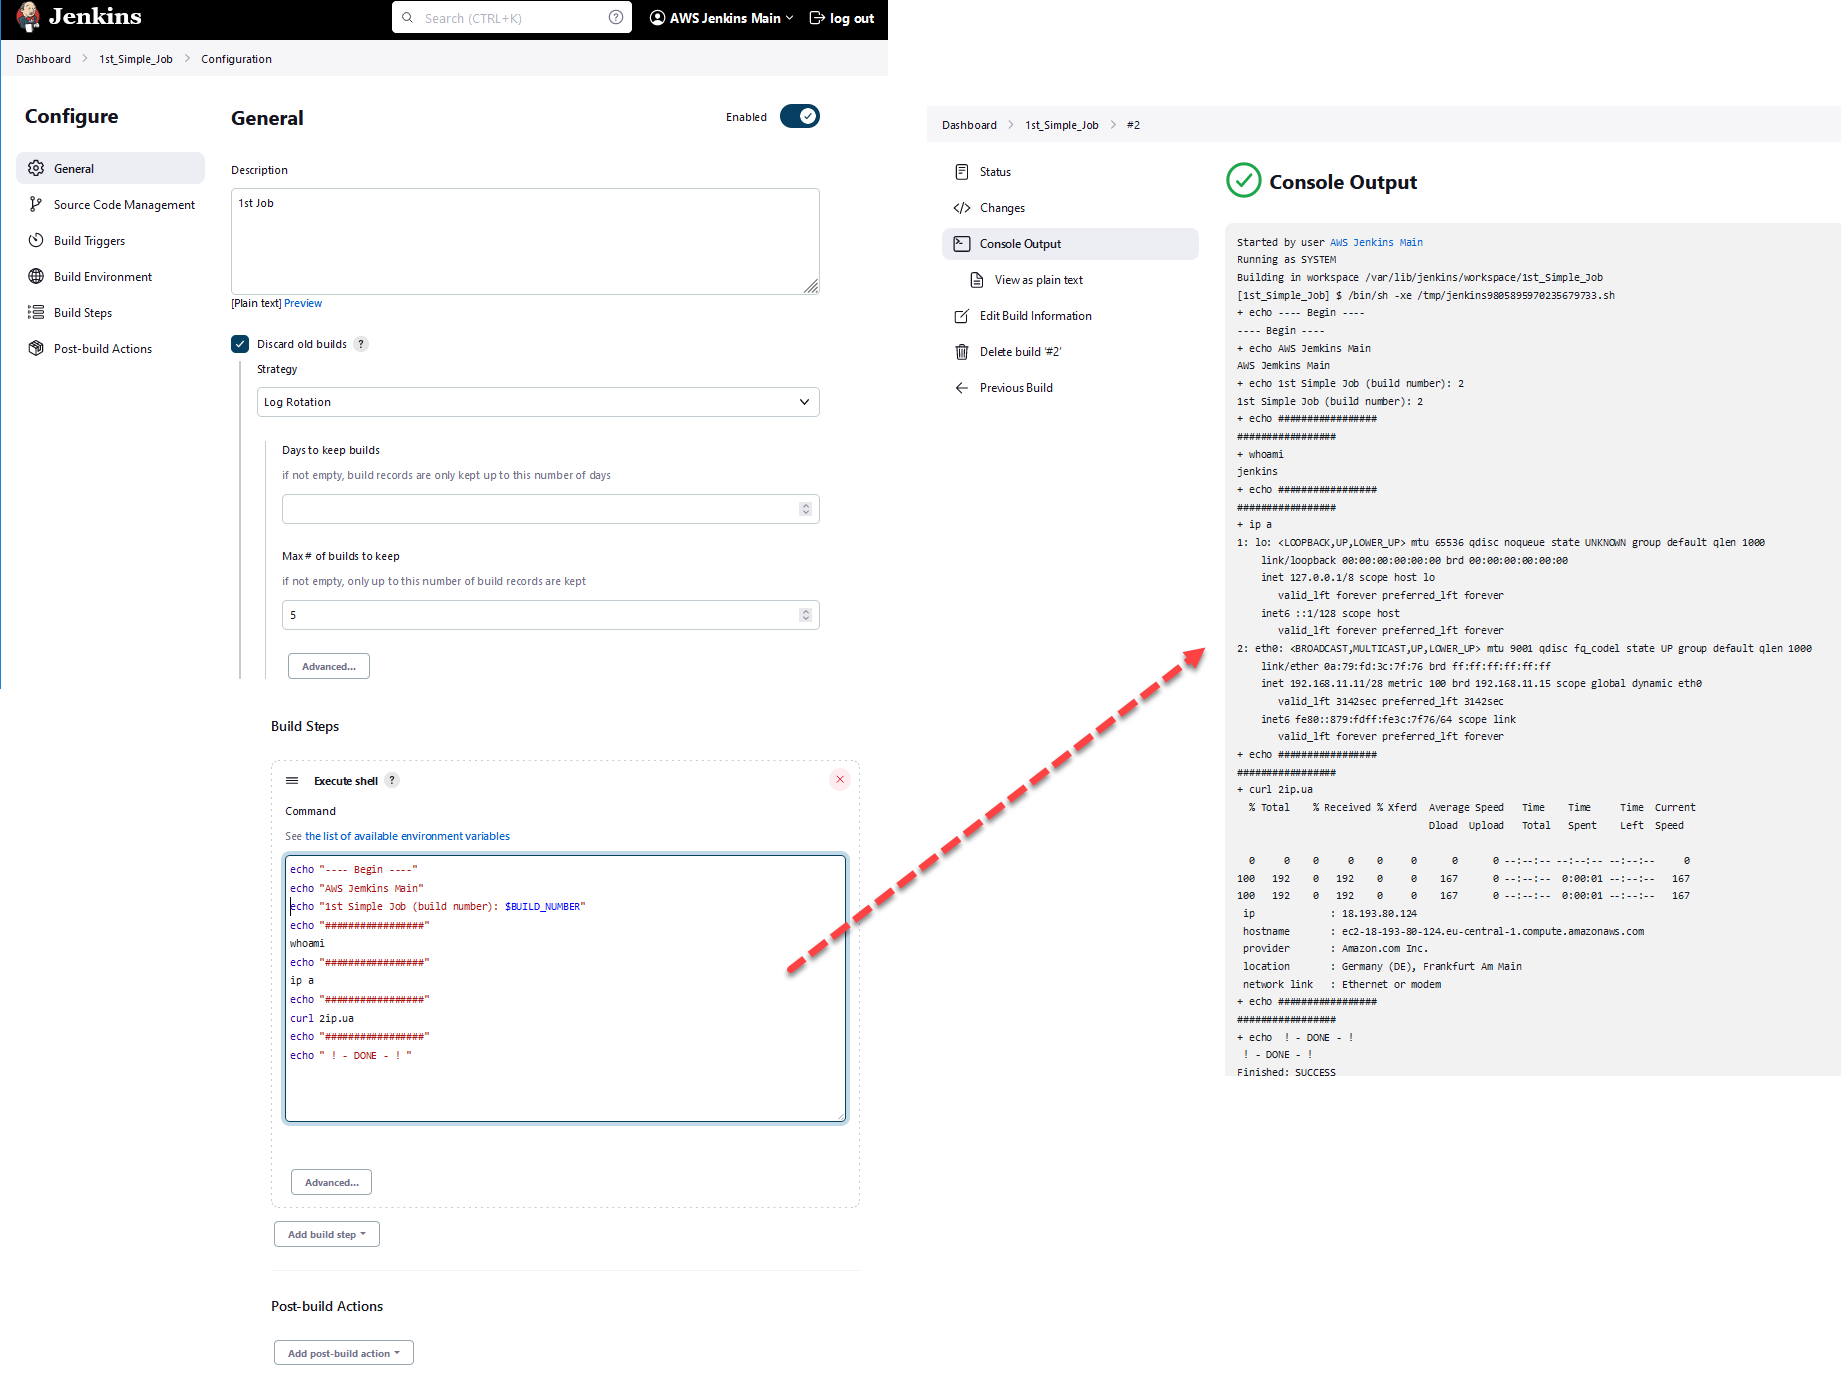 Jenkins
Search (CTRL+K)
?
AWS Jenkins Main
log out
Dashboard
1st_Simple_Job
Configuration
Configure
General
Source Code Management
Build Triggers
Build Environment
Build Steps
Post-build Actions
General
Enabled
Description
1st Job
[Plain text] Preview
Discard old builds ?
Strategy
Log Rotation
Days to keep builds
if not empty, build records are only kept up to this number of days
Max # of builds to keep
if not empty, only up to this number of build records are kept
5
Advanced...
Build Steps
Execute shell ?
Command
See the list of available environment variables
echo "---- Begin ----"
echo "AWS Jemkins Main"
echo "1st Simple Job (build number): $BUILD_NUMBER"
echo "#################"
whoami
echo "#################"
ip a
echo "#################"
curl 2ip.ua
echo "#################"
echo " ! - DONE - ! "
Advanced...
Add build step
Post-build Actions
Add post-build action
Dashboard
1st_Simple_Job
#2
Status
Changes
Console Output
View as plain text
Edit Build Information
Delete build '#2'
Previous Build
Console Output
Started by user AWS Jenkins Main
Running as SYSTEM
Building in workspace /var/lib/jenkins/workspace/1st_Simple_Job
[1st_Simple_Job] $ /bin/sh -xe /tmp/jenkins9805895970235679733.sh
+ echo ---- Begin ----
---- Begin ----
+ echo AWS Jemkins Main
AWS Jemkins Main
+ echo 1st Simple Job (build number): 2
1st Simple Job (build number): 2
+ echo #################
#################
+ whoami
jenkins
+ echo #################
#################
+ ip a
1: lo: <LOOPBACK,UP,LOWER_UP> mtu 65536 qdisc noqueue state UNKNOWN group default qlen 1000
link/loopback 00:00:00:00:00:00 brd 00:00:00:00:00:00
inet 127.0.0.1/8 scope host lo
valid_lft forever preferred_lft forever
inet6 ::1/128 scope host
valid_lft forever preferred_lft forever
2: eth0: <BROADCAST,MULTICAST,UP,LOWER_UP> mtu 9001 qdisc fq_codel state UP group default qlen 1000
link/ether 0a:79:fd:3c:7f:76 brd ff:ff:ff:ff:ff:ff
inet 192.168.11.11/28 metric 100 brd 192.168.11.15 scope global dynamic eth0
valid_lft 3142sec preferred_lft 3142sec
inet6 fe80::879:fdff:fe3c:7f76/64 scope link
valid_lft forever preferred_lft forever
+ echo #################
#################
+ curl 2ip.ua
% Total % Received % Xferd Average Speed Time Time Time Current
Dload Upload Total Spent Left Speed
0 0 0 0 0 0 0 0 --:--:-- --:--:-- --:--:-- 0
100 192 0 192 0 0 167 0 --:--:-- 0:00:01 --:--:-- 167
100 192 0 192 0 0 167 0 --:--:-- 0:00:01 --:--:-- 167
ip : 18.193.80.124
hostname : ec2-18-193-80-124.eu-central-1.compute.amazonaws.com
provider : Amazon.com Inc.
location : Germany (DE), Frankfurt Am Main
network link : Ethernet or modem
+ echo #################
#################
+ echo ! - DONE - !
! - DONE - !
Finished: SUCCESS